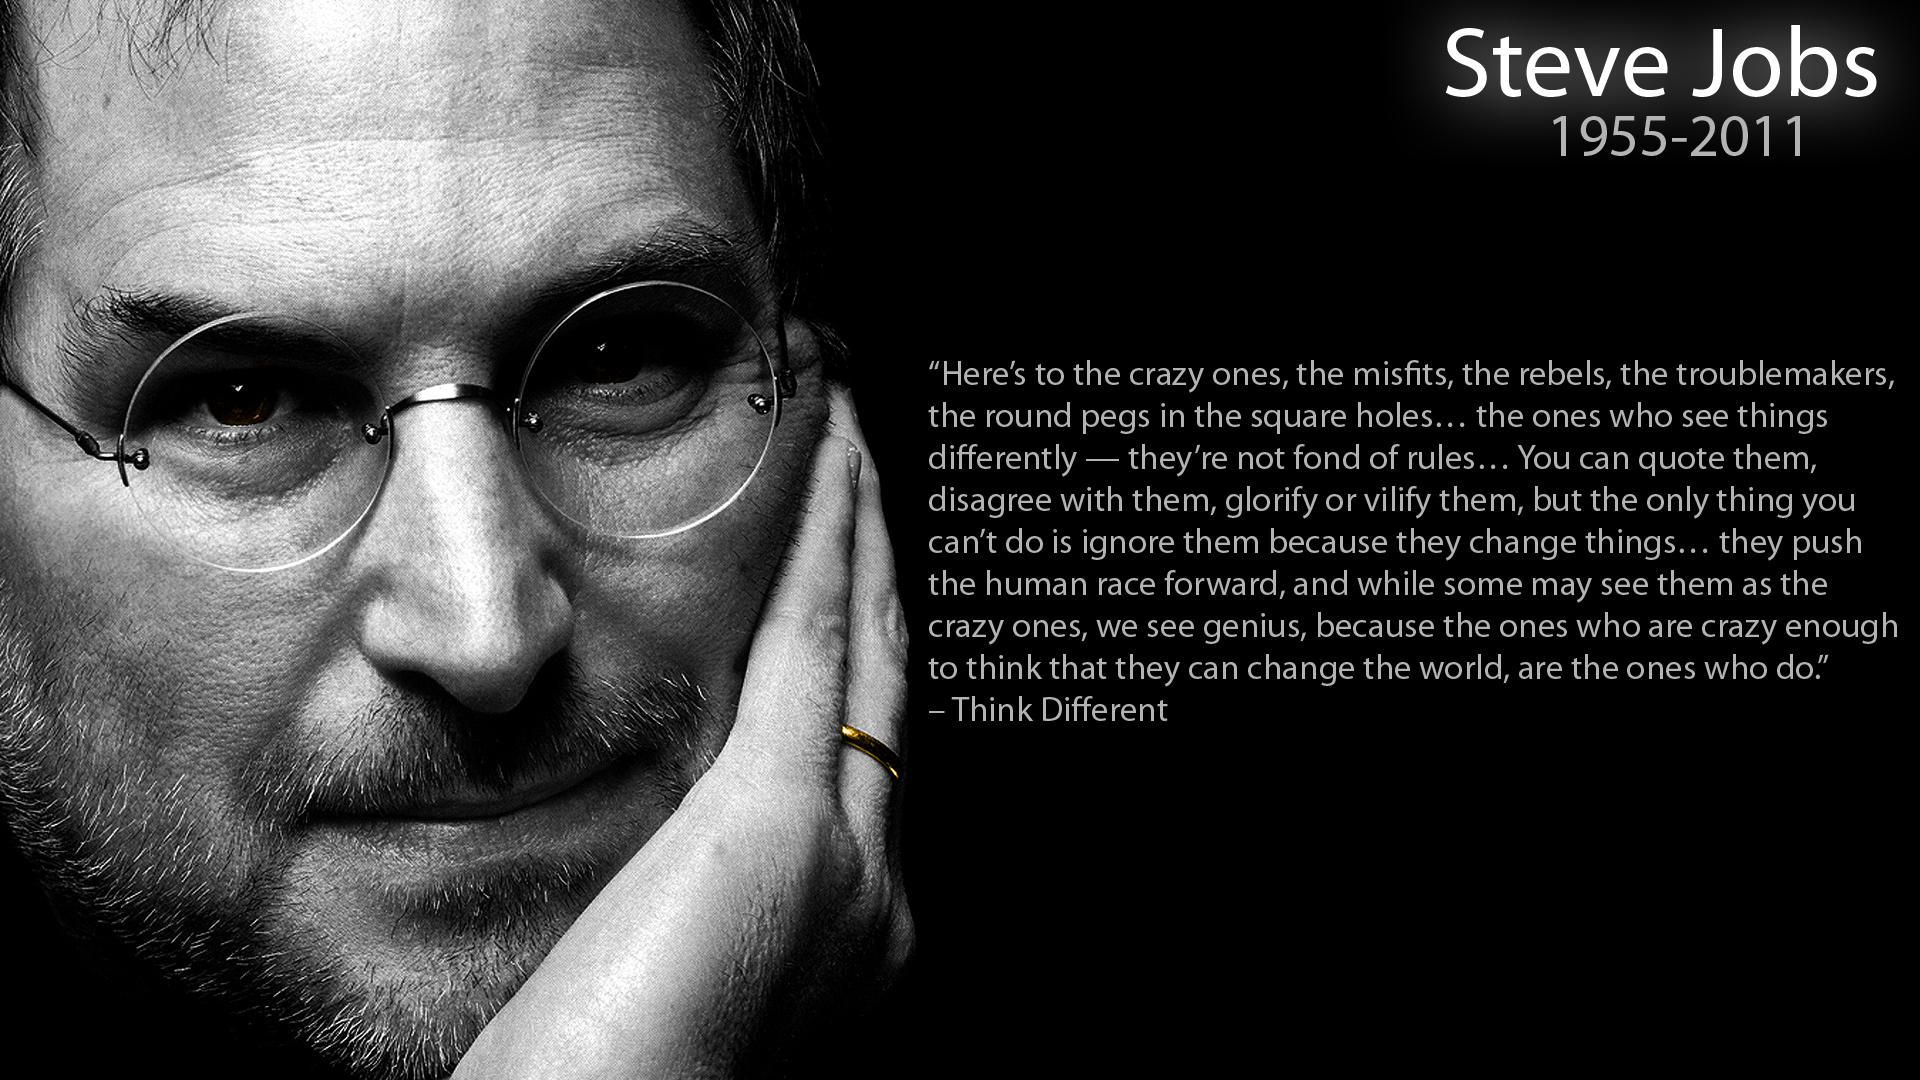 Steve Jobs
1955-2011
“Here’s to the crazy ones, the misfits, the rebels, the troublemakers,
the round pegs in the square holes… the ones who see things
differently — they’re not fond of rules… You can quote them,
disagree with them, glorify or vilify them, but the only thing you
can’t do is ignore them because they change things… they push
the human race forward, and while some may see them as the
crazy ones, we see genius, because the ones who are crazy enough
to think that they can change the world, are the ones who do.”
– Think Different